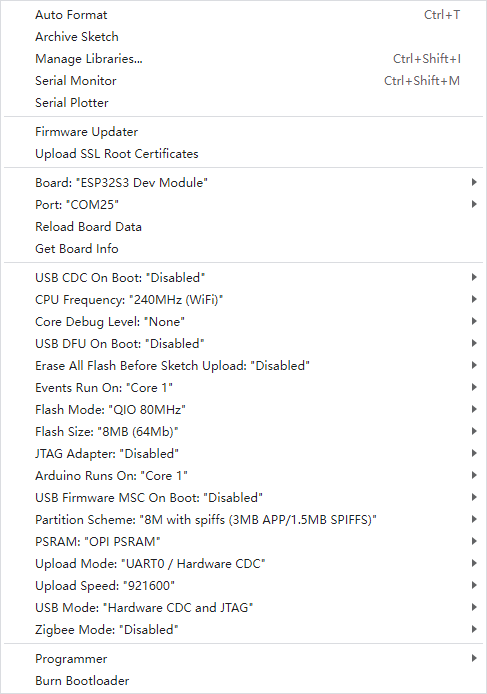 Auto Format Ctrl+T
Archive Sketch
Manage Libraries... Ctrl+Shift+I
Serial Monitor Ctrl+Shift+M
Serial Plotter
Firmware Updater
Upload SSL Root Certificates
Board: "ESP32S3 Dev Module"
Port: "COM25"
Reload Board Data
Get Board Info
USB CDC On Boot: "Disabled"
CPU Frequency: "240MHz (WiFi)"
Core Debug Level: "None"
USB DFU On Boot: "Disabled"
Erase All Flash Before Sketch Upload: "Disabled"
Events Run On: "Core 1"
Flash Mode: "QIO 80MHz"
Flash Size: "8MB (64Mb)"
JTAG Adapter: "Disabled"
Arduino Runs On: "Core 1"
USB Firmware MSC On Boot: "Disabled"
Partition Scheme: "8M with spiffs (3MB APP/1.5MB SPIFFS)"
PSRAM: "OPI PSRAM"
Upload Mode: "UART0 / Hardware CDC"
Upload Speed: "921600"
USB Mode: "Hardware CDC and JTAG"
Zigbee Mode: "Disabled"
Programmer
Burn Bootloader